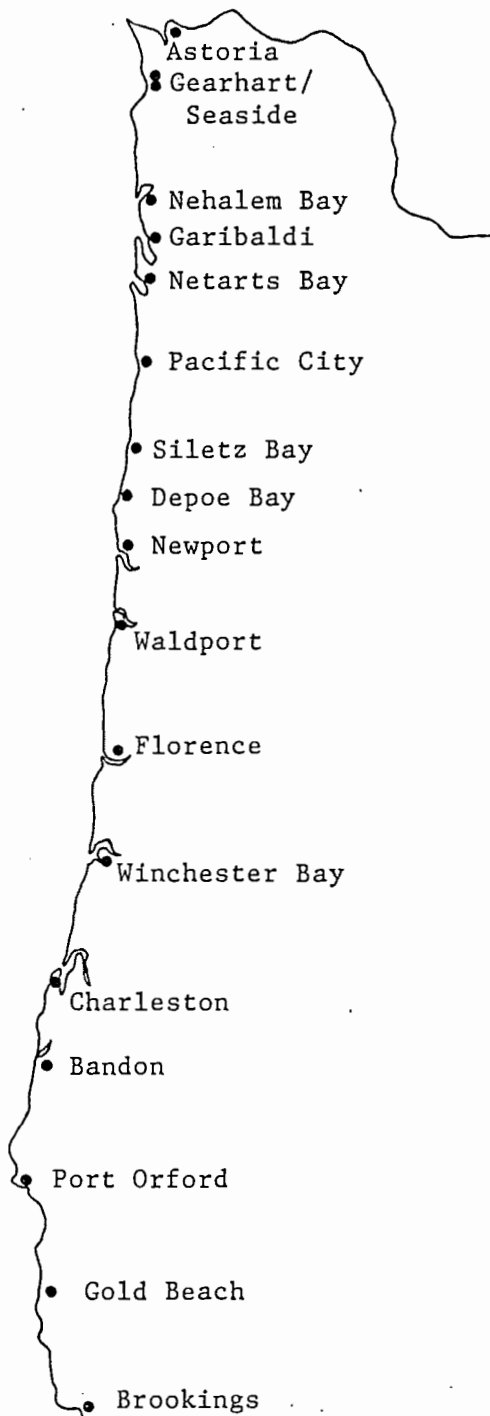 Astoria
Gearhart/
Seaside
Nehalem Bay
Garibaldi
Netarts Bay
Pacific City
Siletz Bay
Depoe Bay
Newport
Waldport
Florence
Winchester Bay
Charleston
Bandon
Port Orford
Gold Beach
Brookings